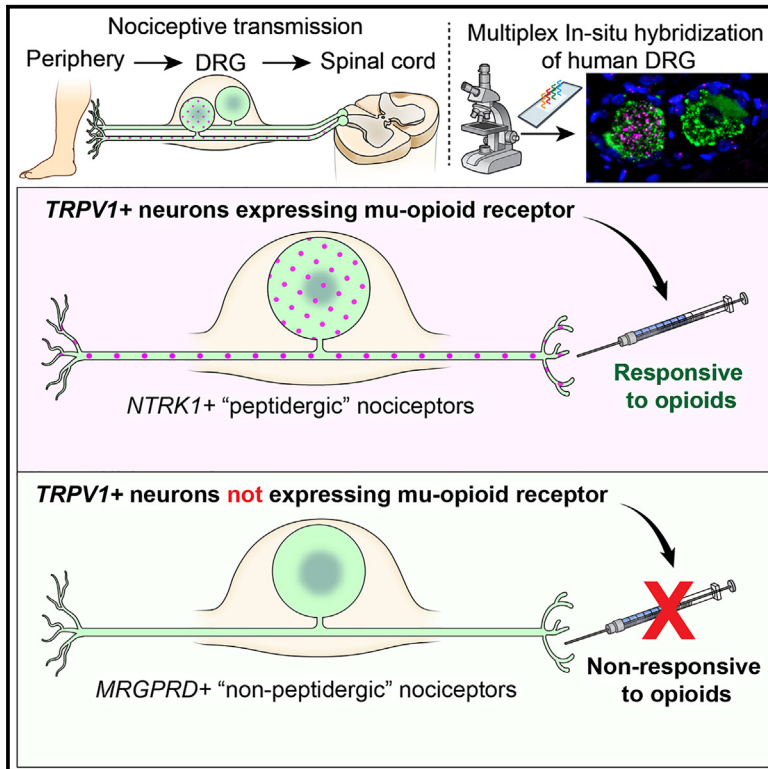 Nociceptive transmission
Periphery → DRG → Spinal cord
Multiplex In-situ hybridization
of human DRG
TRPV1+ neurons expressing mu-opioid receptor
Responsive
to opioids
NTRK1+ “peptidergic” nociceptors
TRPV1+ neurons not expressing mu-opioid receptor
X
Non-responsive
to opioids
MRGPRD+ “non-peptidergic” nociceptors